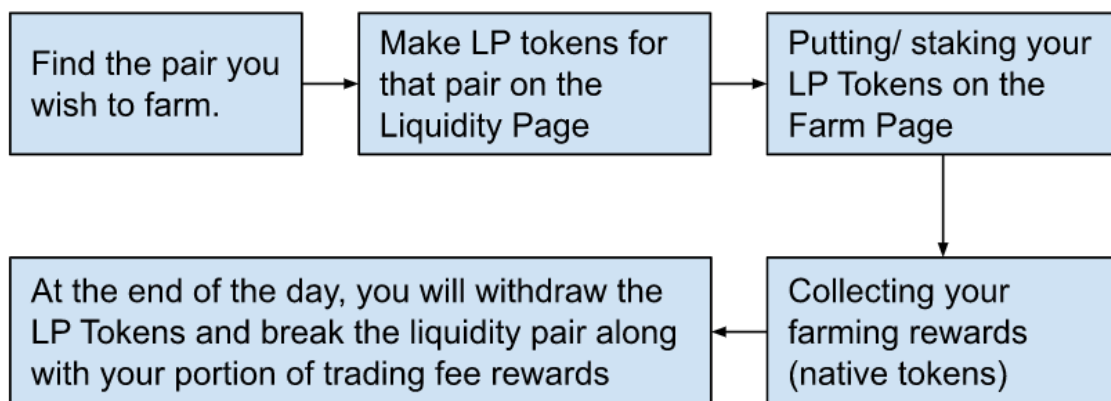 Find the pair you
wish to farm.
Make LP tokens for
that pair on the
Liquidity Page
Putting/ staking your
LP Tokens on the
Farm Page
Collecting your
farming rewards
(native tokens)
At the end of the day, you will withdraw the
LP Tokens and break the liquidity pair along
with your portion of trading fee rewards